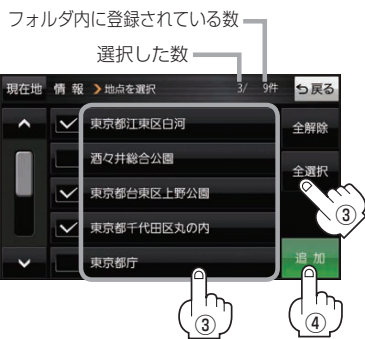 フォルダ内に登録されている数
選択した数
現在地 情報 ❯地点を選択 3/ 9件 戻る
東京都江東区白河 全解除
酒々井総合公園
全選択
東京都台東区上野公園
③
東京都千代田区丸の内
東京都庁 追加
③ ④